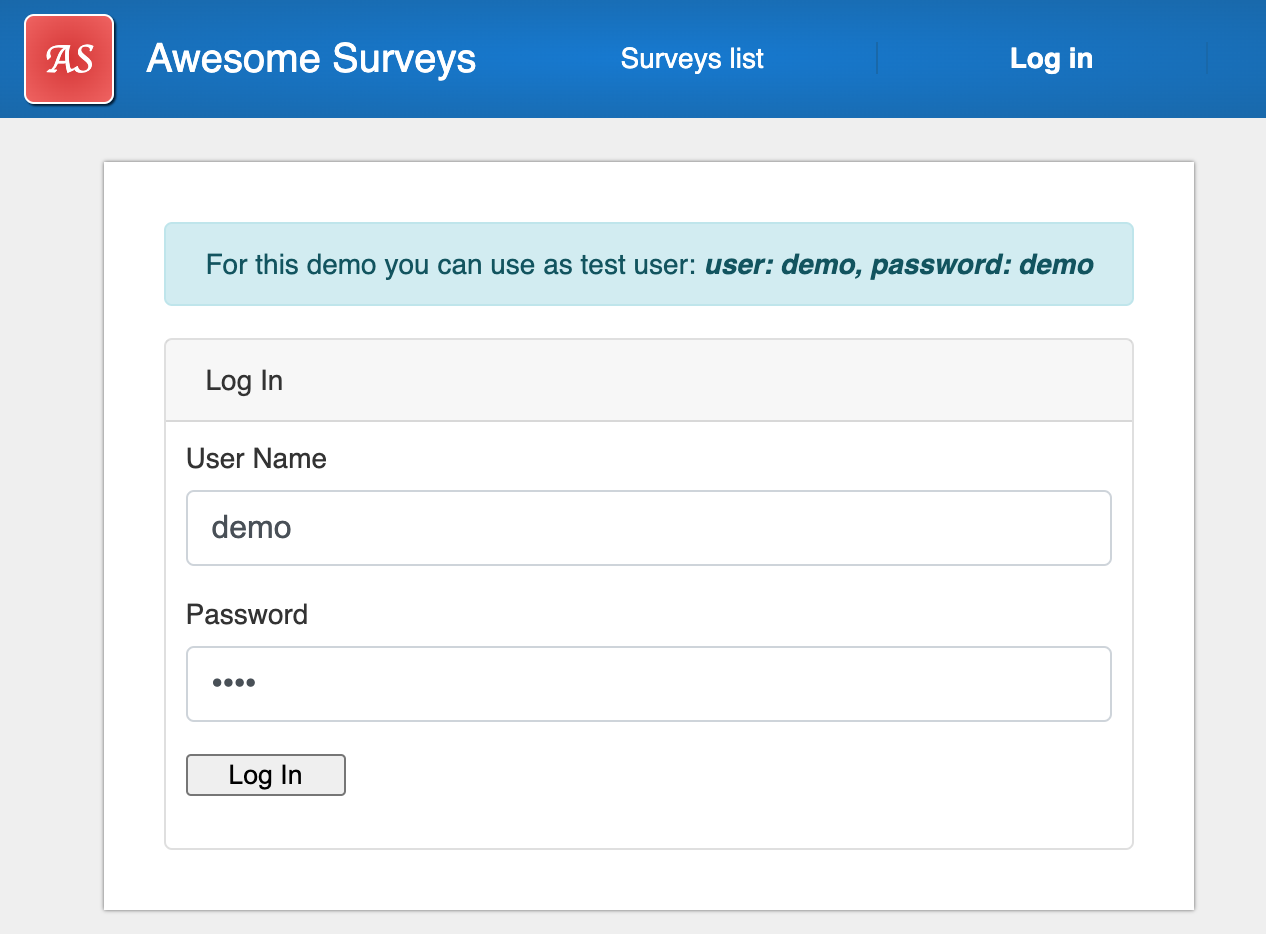 AS
Awesome Surveys
Surveys list
Log in
For this demo you can use as test user: user: demo, password: demo
Log In
User Name
demo
Password
••••
Log In